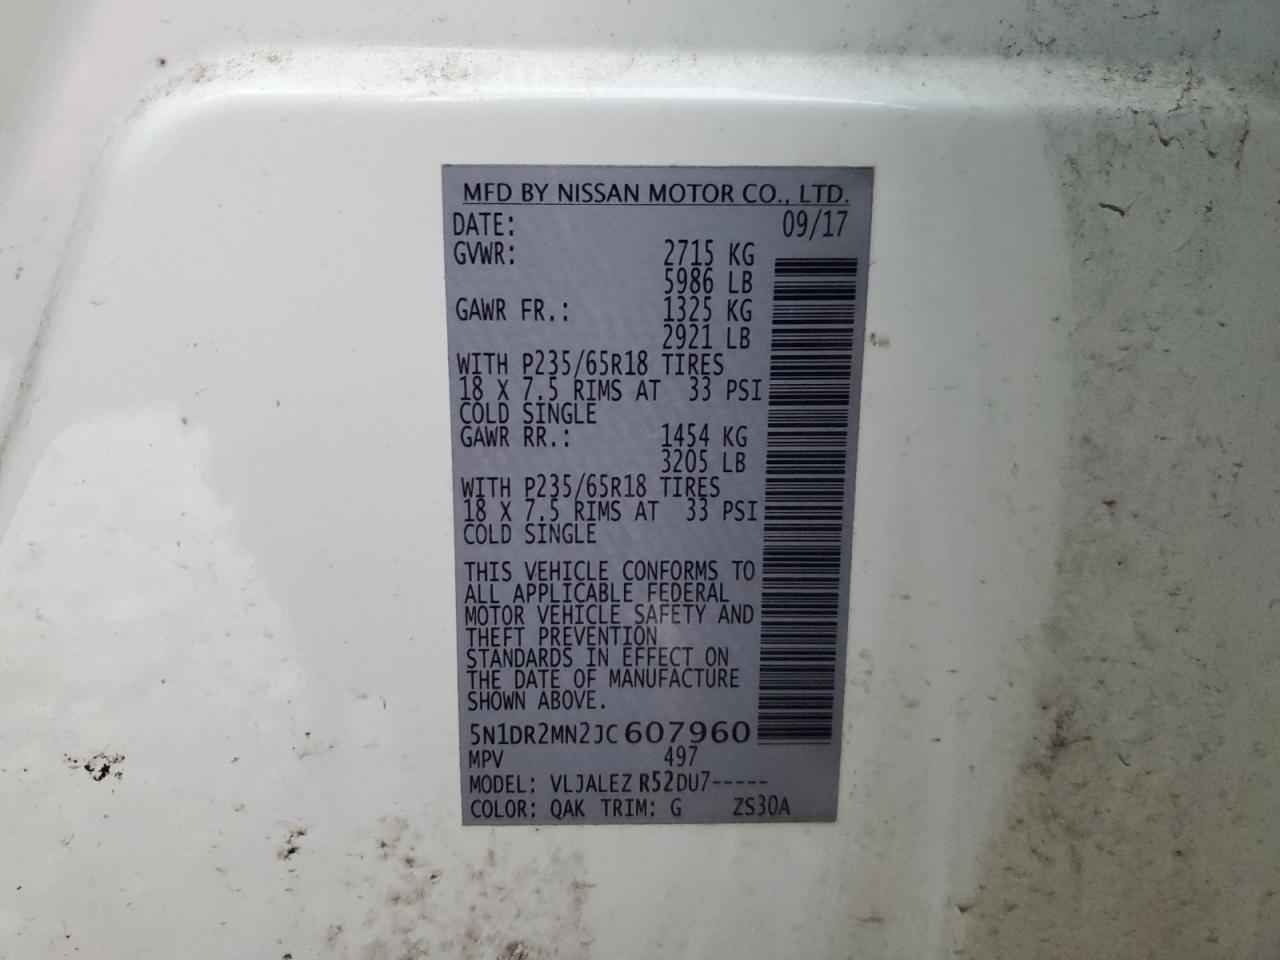 MFD BY NISSAN MOTOR CO., LTD.
DATE: 09/17
GVWR: 2715 KG
5986 LB
GAWR FR.: 1325 KG
2921 LB
WITH P235/65R18 TIRES
18 X 7.5 RIMS AT 33 PSI
COLD SINGLE
GAWR RR.: 1454 KG
3205 LB
WITH P235/65R18 TIRES
18 X 7.5 RIMS AT 33 PSI
COLD SINGLE
THIS VEHICLE CONFORMS TO
ALL APPLICABLE FEDERAL
MOTOR VEHICLE SAFETY AND
THEFT PREVENTION
STANDARDS IN EFFECT ON
THE DATE OF MANUFACTURE
SHOWN ABOVE.
5N1DR2MN2JC607960
MPV 497
MODEL: VLJALEZ R52DU7-----
COLOR: QAK TRIM: G ZS30A